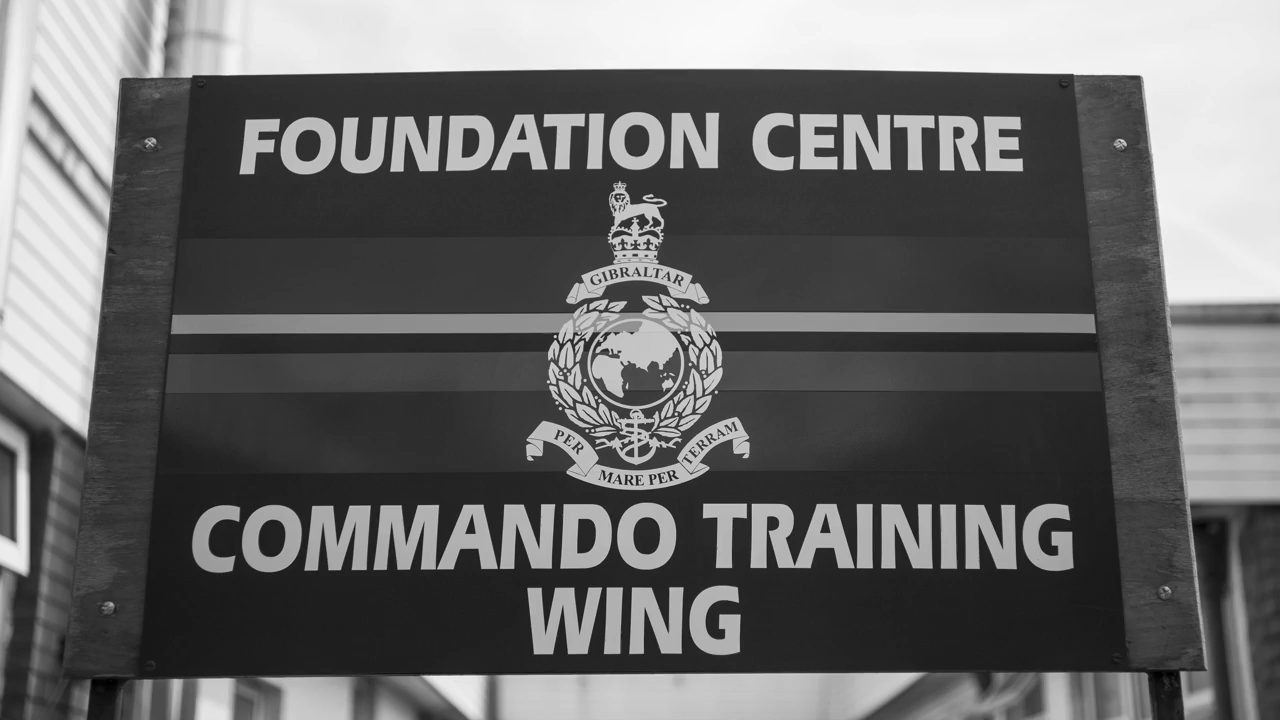 FOUNDATION CENTRE
GIBRALTAR
PER MARE PER TERRAM
COMMANDO TRAINING
WING